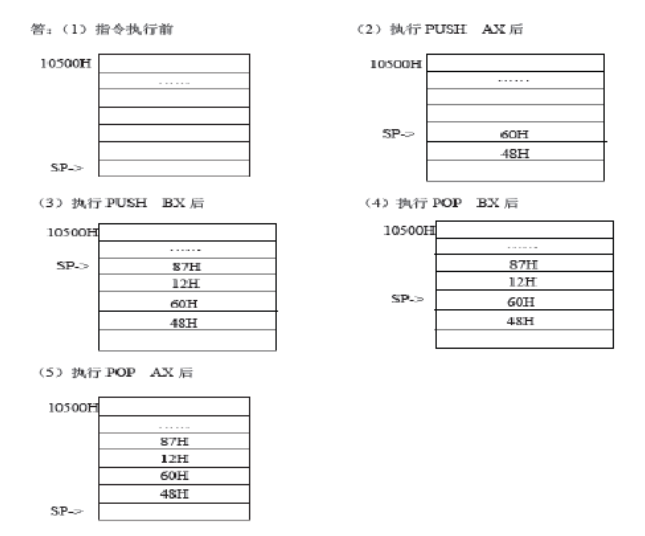 答：（1）指令执行前
10500H
......
SP->
（2）执行 PUSH AX 后
10500H
......
SP->
60H
48H
（3）执行 PUSH BX 后
10500H
......
SP->
87H
12H
60H
48H
（4）执行 POP BX 后
10500H
......
87H
12H
SP->
60H
48H
（5）执行 POP AX 后
10500H
......
87H
12H
60H
48H
SP->